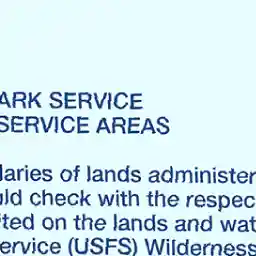 ARK SERVICE
SERVICE AREAS
laries of lands administer
uld check with the respec
ited on the lands and wat
ervice (USFS) Wilderness